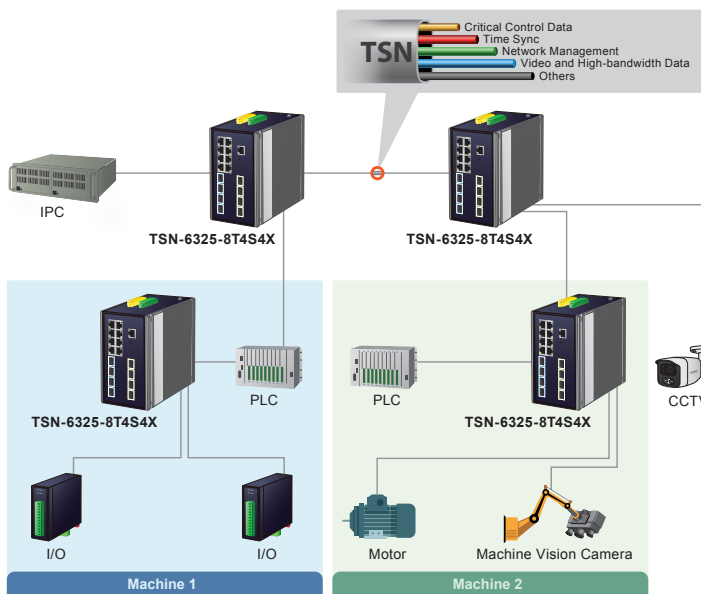 TSN
Critical Control Data
Time Sync
Network Management
Video and High-bandwidth Data
Others
IPC
TSN-6325-8T4S4X
TSN-6325-8T4S4X
PLC
TSN-6325-8T4S4X
I/O
I/O
Machine 1
PLC
TSN-6325-8T4S4X
Motor
Machine Vision Camera
Machine 2
CCTV